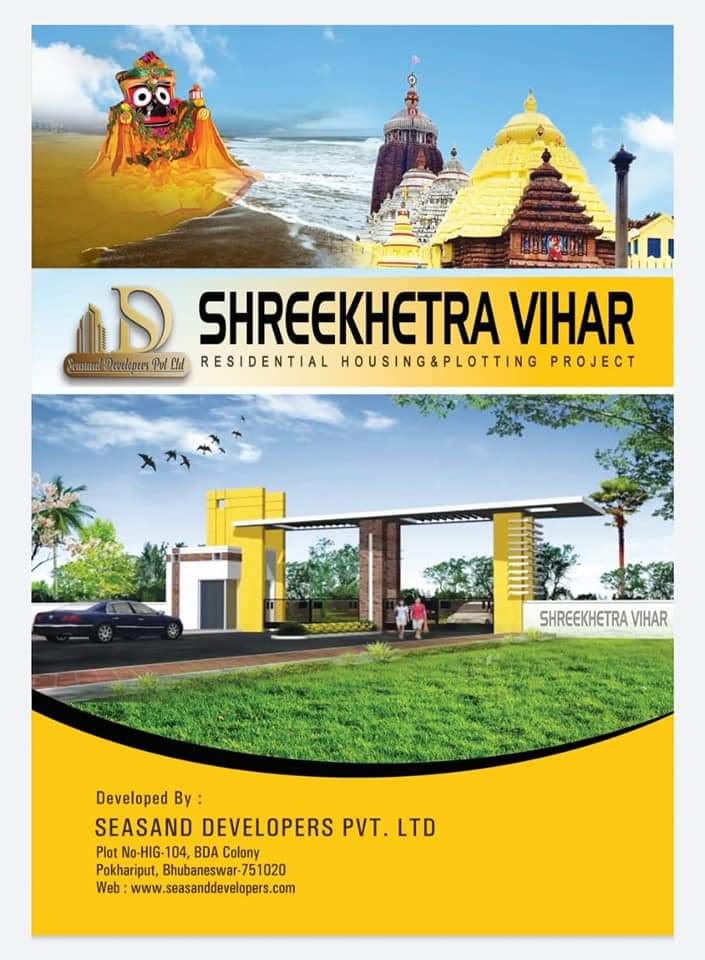 SD
Seasand Developers Pvt Ltd
SHREEKHETRA VIHAR
RESIDENTIAL HOUSING&PLOTTING PROJECT
SHREEKHETRA VIHAR
Developed By :
SEASAND DEVELOPERS PVT. LTD
Plot No-HIG-104, BDA Colony
Pokhariput, Bhubaneswar-751020
Web : www.seasanddevelopers.com